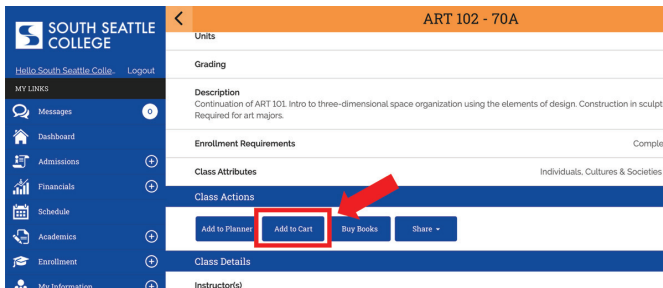 SOUTH SEATTLE
COLLEGE
Hello South Seattle Colle..
Logout
MY LINKS
Messages
0
Dashboard
Admissions
Financials
Schedule
Academics
Enrollment
My Information
ART 102 - 70A
Units
Grading
Description
Continuation of ART 101. Intro to three-dimensional space organization using the elements of design. Construction in sculpt
Required for art majors.
Enrollment Requirements
Comple
Class Attributes
Individuals, Cultures & Societies
Class Actions
Add to Planner
Add to Cart
Buy Books
Share
Class Details
Instructor(s)